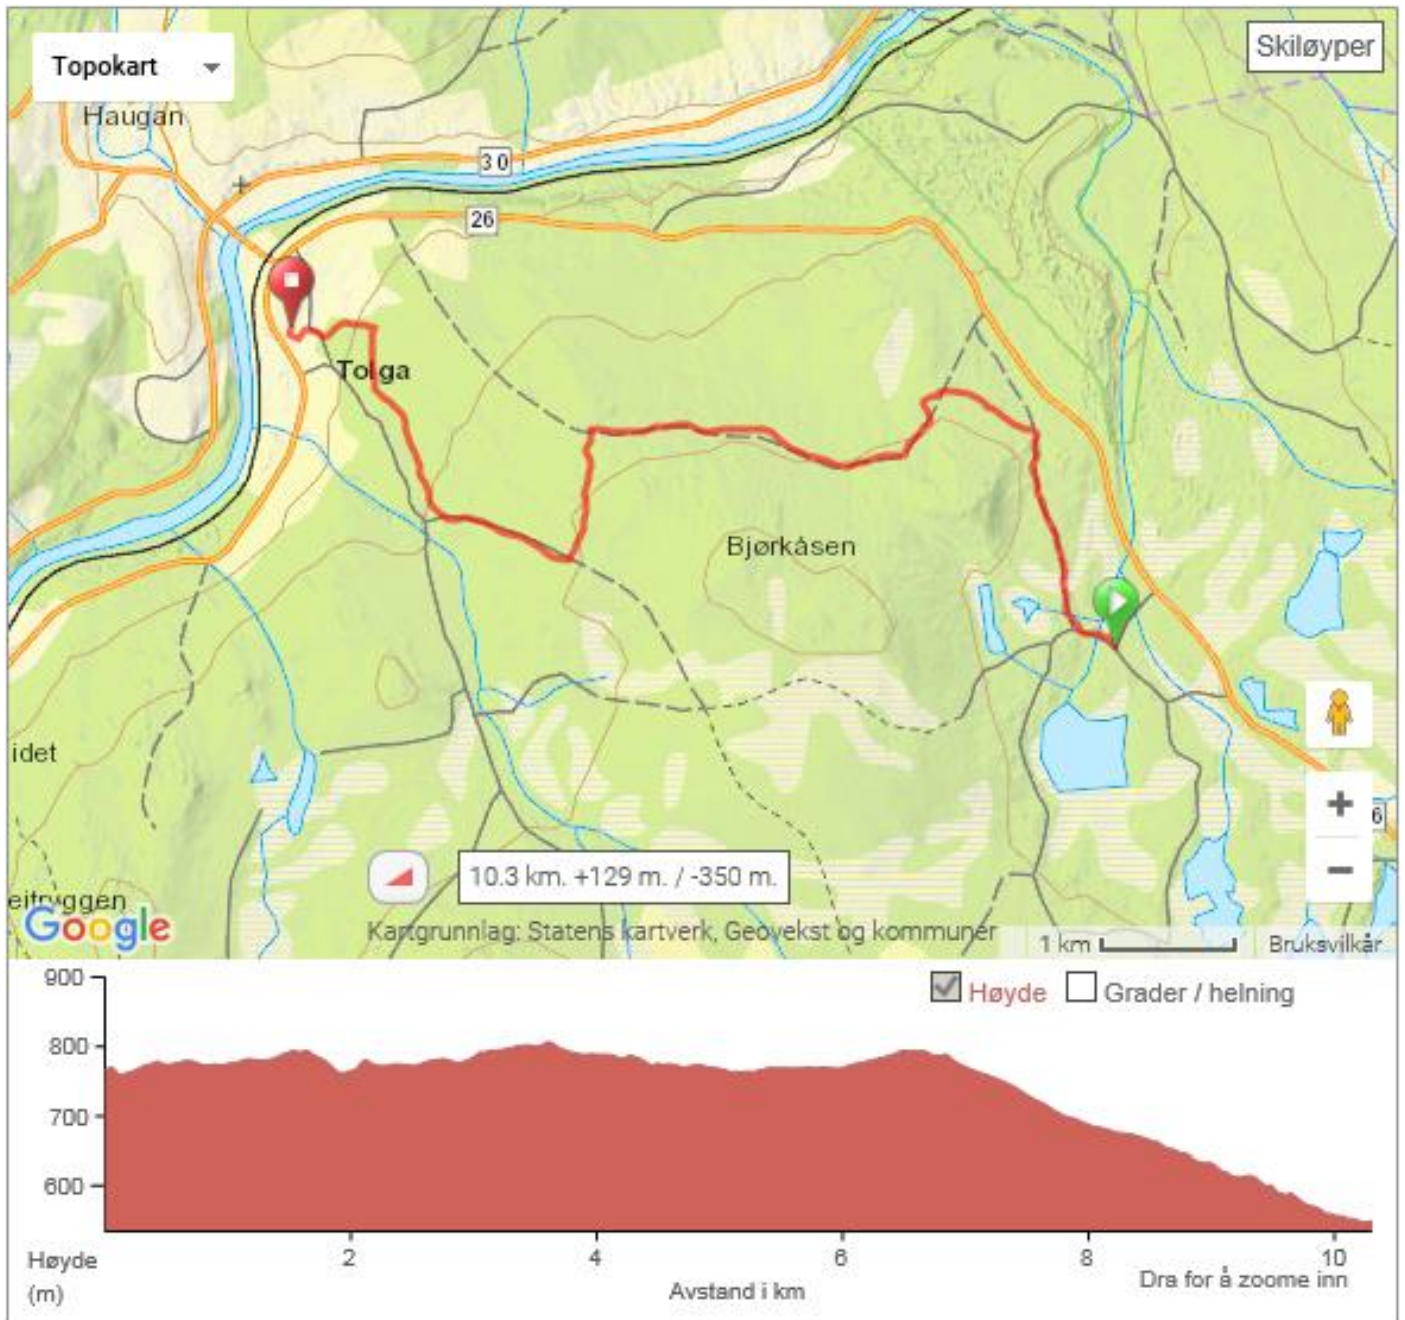 Topokart
Skiløyper
Haugan
30
26
Tolga
Bjørkåsen
idet
6
10.3 km. +129 m. / -350 m.
eitryggen
Google
Kartgrunnlag: Statens kartverk, Geovekst og kommuner
1 km
Bruksvilkår
900
Høyde
Grader / helning
800
700
600
2
4
6
8
10
Høyde
(m)
Avstand i km
Dra for å zoome inn